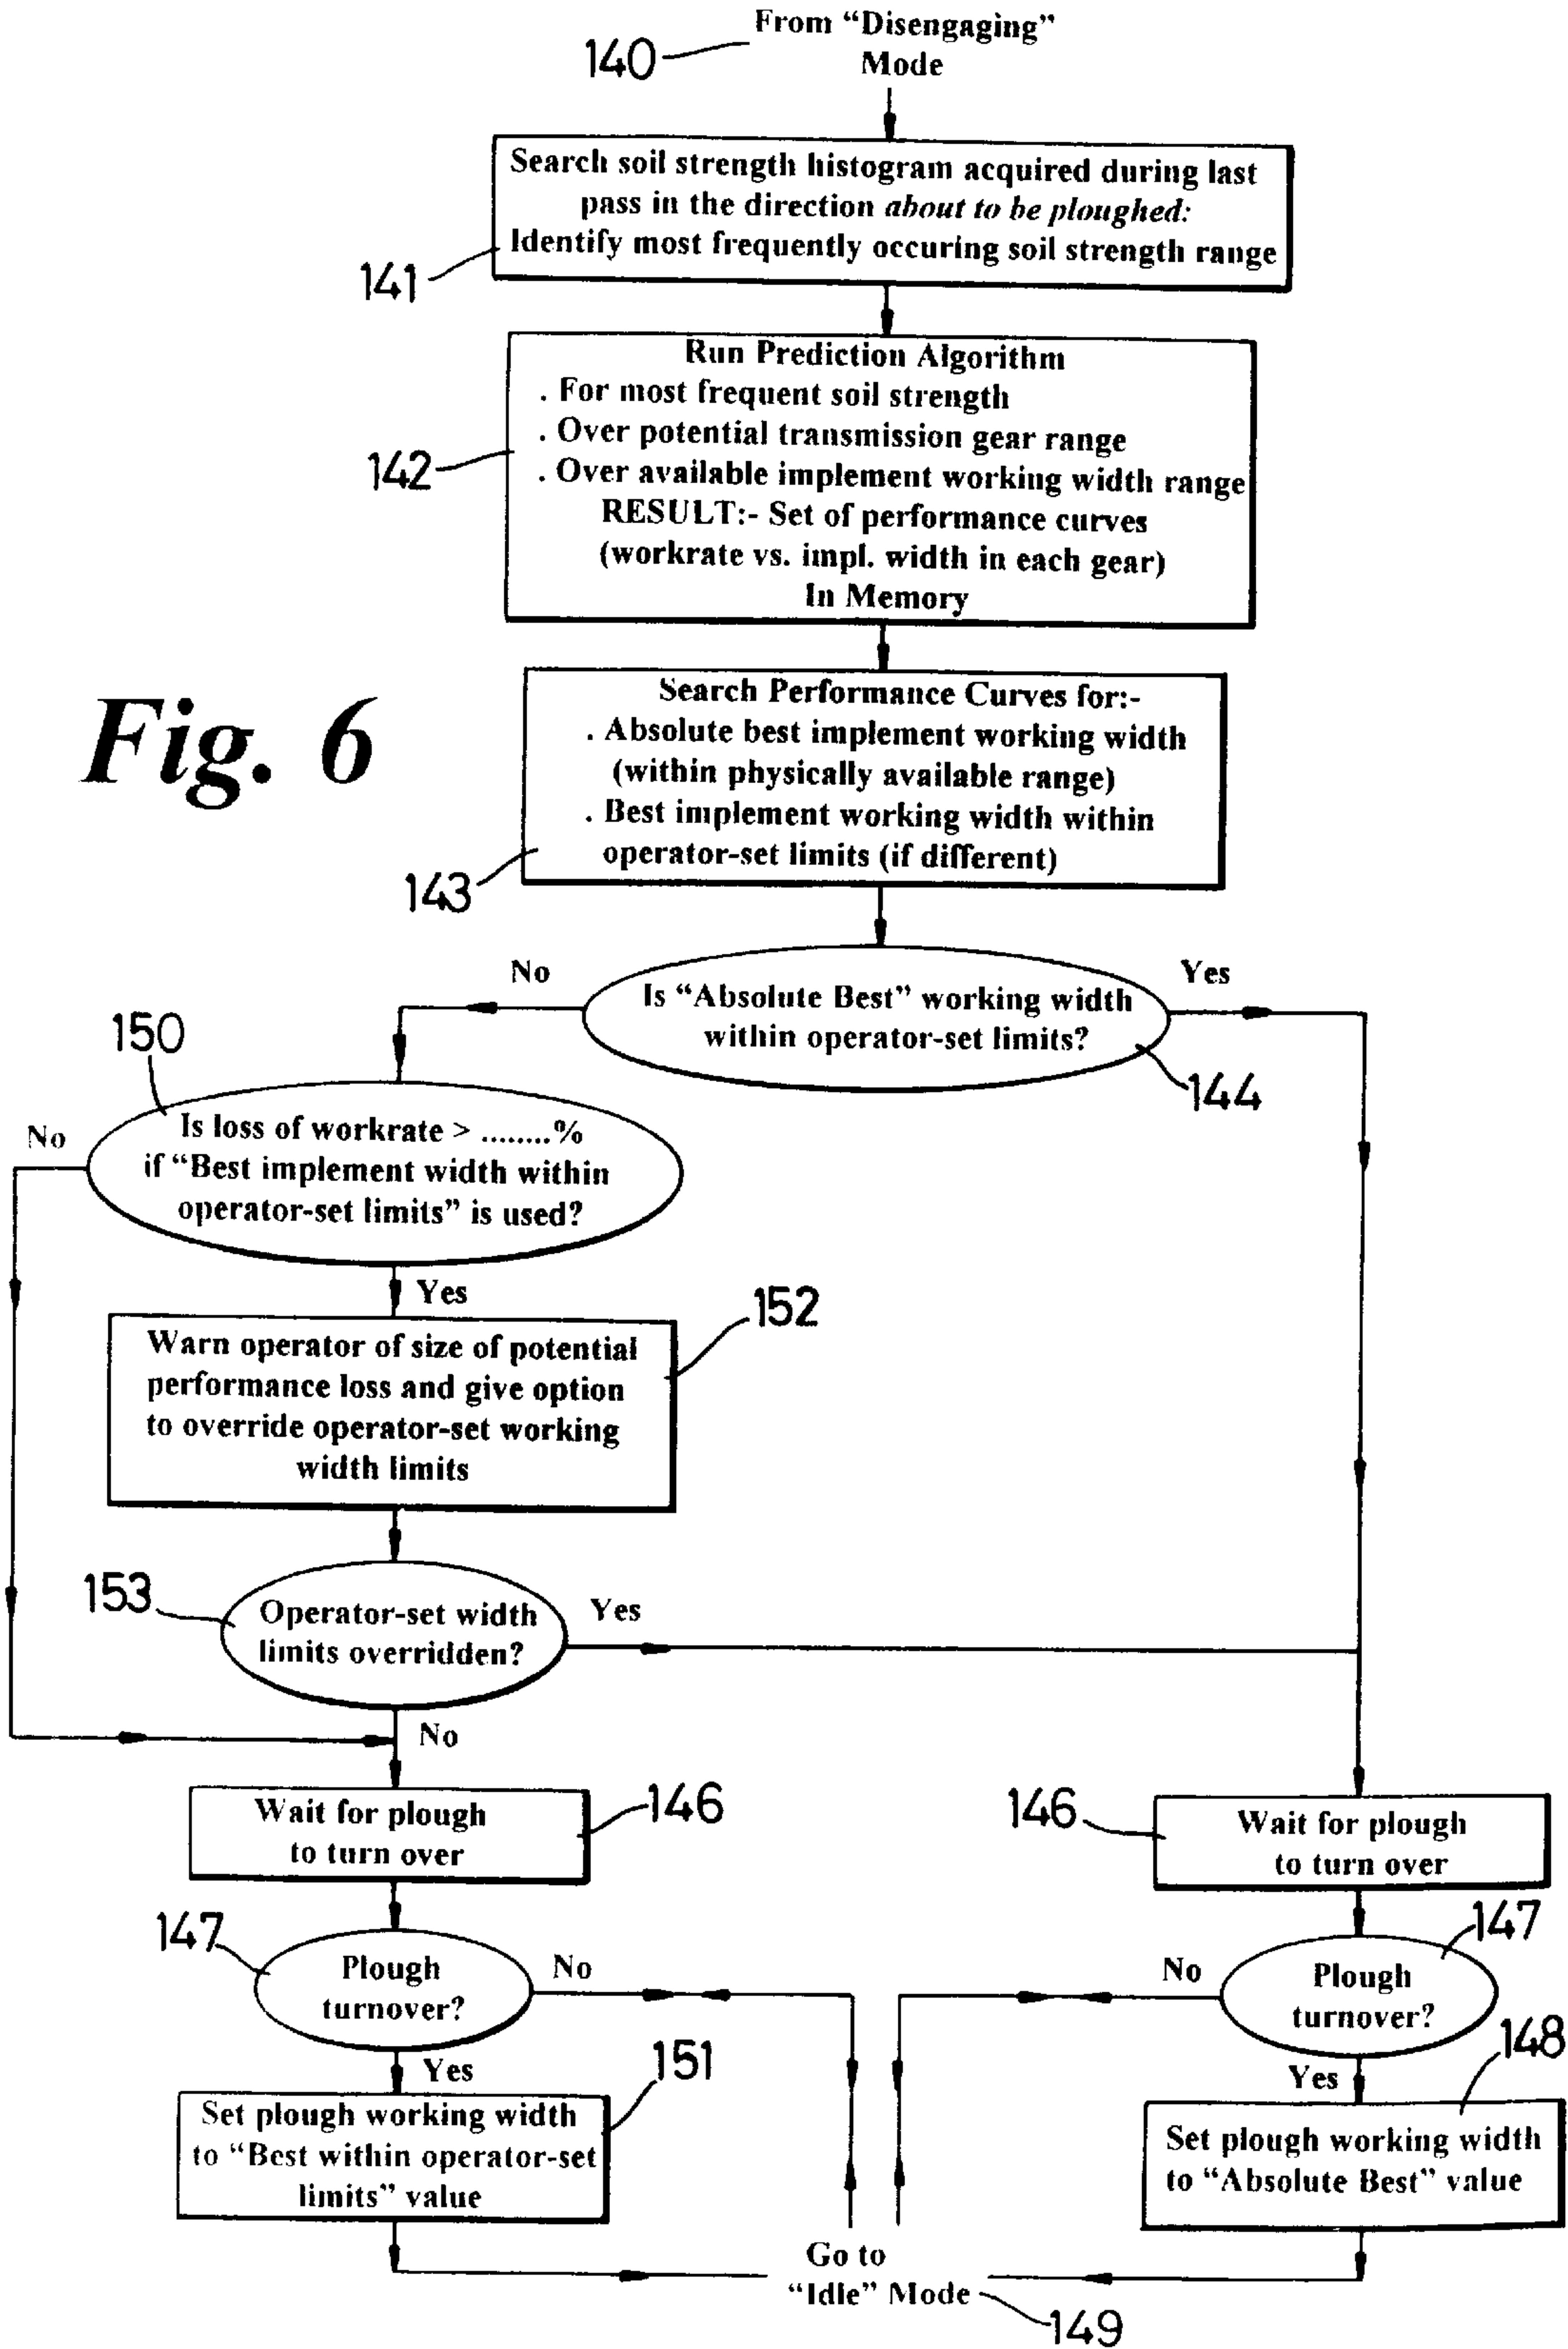 From “Disengaging”
Mode
140
Search soil strength histogram acquired during last
pass in the direction about to be ploughed:
Identify most frequently occuring soil strength range
141
Run Prediction Algorithm
. For most frequent soil strength
. Over potential transmission gear range
. Over available implement working width range
RESULT:- Set of performance curves
(workrate vs. impl. width in each gear)
In Memory
142
Fig. 6
Search Performance Curves for:-
. Absolute best implement working width
(within physically available range)
. Best implement working width within
operator-set limits (if different)
143
No
Yes
Is “Absolute Best” working width
within operator-set limits?
144
150
No
Is loss of workrate > ........%
if “Best implement width within
operator-set limits” is used?
Yes
152
Warn operator of size of potential
performance loss and give option
to override operator-set working
width limits
153
Operator-set width
limits overridden?
Yes
No
Wait for plough
to turn over
146
146
Wait for plough
to turn over
147
Plough
turnover?
No
No
147
Plough
turnover?
Yes
151
Yes
148
Set plough working width
to “Best within operator-set
limits” value
Set plough working width
to “Absolute Best” value
Go to
“Idle” Mode
149